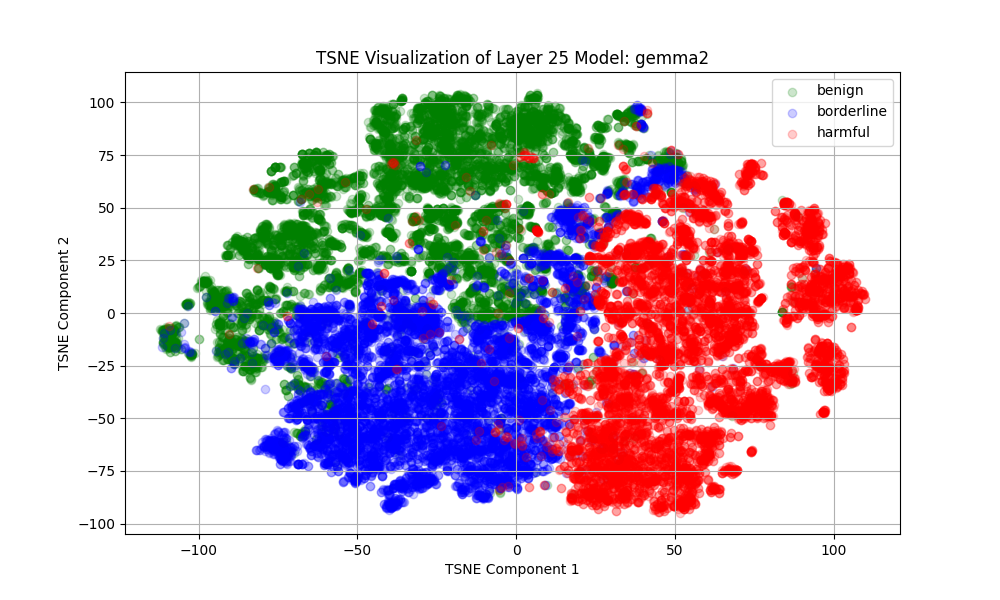 TSNE Visualization of Layer 25 Model: gemma2
benign
borderline
harmful
TSNE Component 2
100
75
50
25
0
−25
−50
−75
−100
−100
−50
0
50
100
TSNE Component 1